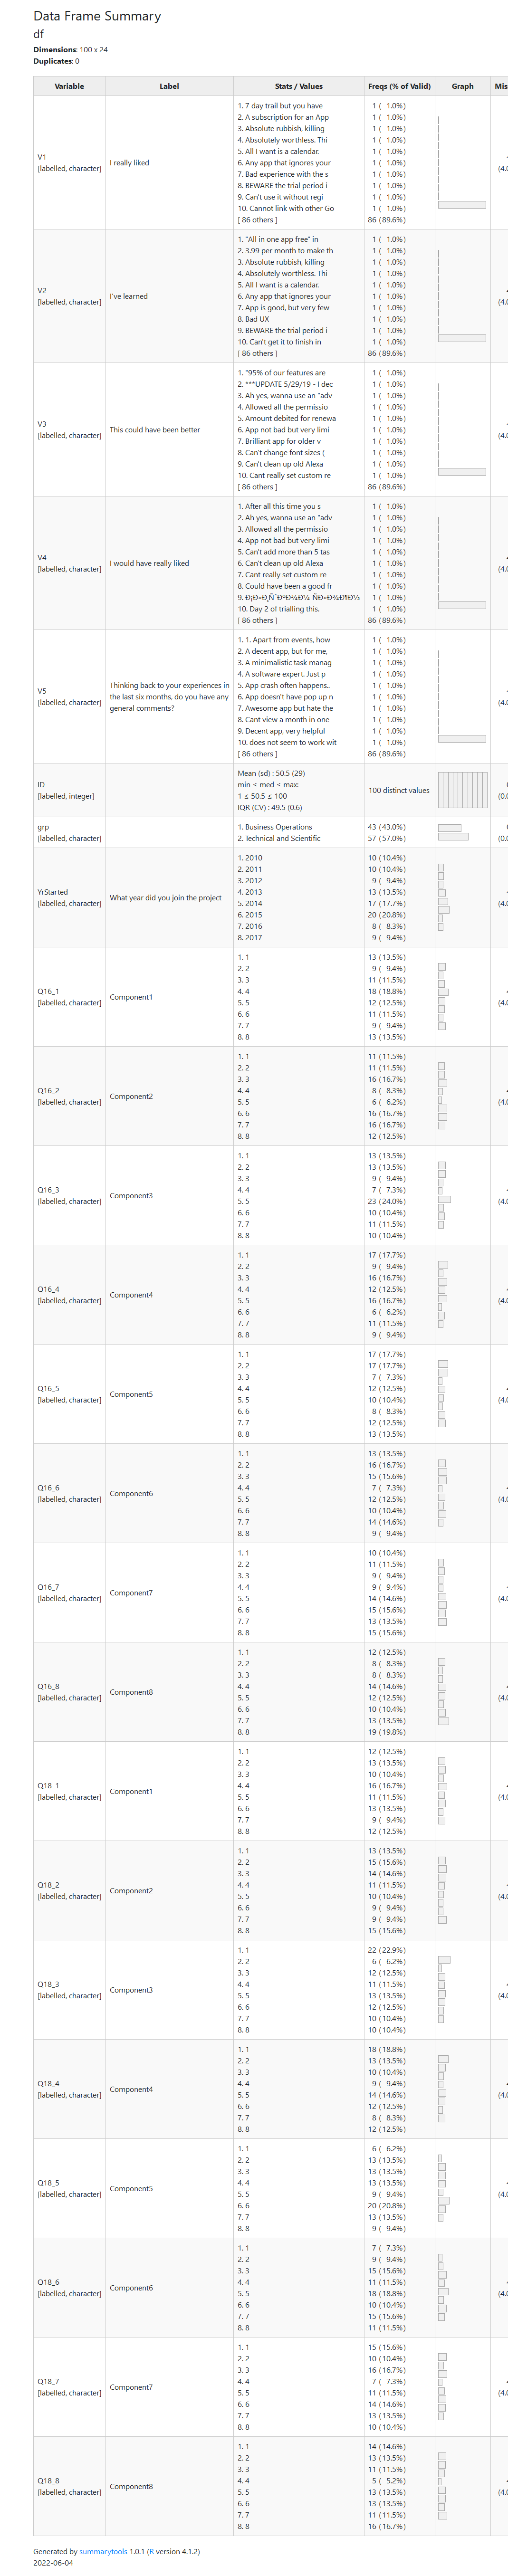 Data Frame Summary
df
Dimensions: 100 x 24
Duplicates: 0
Variable Label Stats / Values Freqs (% of Valid) Graph Mis
V1
[labelled, character]
I really liked
1. 7 day trail but you have
2. A subscription for an App
3. Absolute rubbish, killing
4. Absolutely worthless. Thi
5. All I want is a calendar.
6. Any app that ignores your
7. Bad experience with the s
8. BEWARE the trial period i
9. Can't use it without regi
10. Cannot link with other Go
[ 86 others ]
1 ( 1.0%)
1 ( 1.0%)
1 ( 1.0%)
1 ( 1.0%)
1 ( 1.0%)
1 ( 1.0%)
1 ( 1.0%)
1 ( 1.0%)
1 ( 1.0%)
1 ( 1.0%)
86 (89.6%)
V2
[labelled, character]
I've learned
1. "All in one app free" in
2. 3.99 per month to make th
3. Absolute rubbish, killing
4. Absolutely worthless. Thi
5. All I want is a calendar.
6. Any app that ignores your
7. App is good, but very few
8. Bad UX
9. BEWARE the trial period i
10. Can't get it to finish in
[ 86 others ]
1 ( 1.0%)
1 ( 1.0%)
1 ( 1.0%)
1 ( 1.0%)
1 ( 1.0%)
1 ( 1.0%)
1 ( 1.0%)
1 ( 1.0%)
1 ( 1.0%)
1 ( 1.0%)
86 (89.6%)
V3
[labelled, character]
This could have been better
1. "95% of our features are
2. ***UPDATE 5/29/19 - I dec
3. Ah yes, wanna use an "adv
4. Allowed all the permissio
5. Amount debited for renewa
6. App not bad but very limi
7. Brilliant app for older v
8. Can't change font sizes (
9. Can't clean up old Alexa
10. Cant really set custom re
[ 86 others ]
1 ( 1.0%)
1 ( 1.0%)
1 ( 1.0%)
1 ( 1.0%)
1 ( 1.0%)
1 ( 1.0%)
1 ( 1.0%)
1 ( 1.0%)
1 ( 1.0%)
1 ( 1.0%)
86 (89.6%)
V4
[labelled, character]
I would have really liked
1. After all this time you s
2. Ah yes, wanna use an "adv
3. Allowed all the permissio
4. App not bad but very limi
5. Can't add more than 5 tas
6. Can't clean up old Alexa
7. Cant really set custom re
8. Could have been a good fr
9.
10. Day 2 of trialling this.
[ 86 others ]
1 ( 1.0%)
1 ( 1.0%)
1 ( 1.0%)
1 ( 1.0%)
1 ( 1.0%)
1 ( 1.0%)
1 ( 1.0%)
1 ( 1.0%)
1 ( 1.0%)
1 ( 1.0%)
86 (89.6%)
V5
[labelled, character]
Thinking back to your experiences in
the last six months, do you have any
general comments?
1. 1. Apart from events, how
2. A decent app, but for me,
3. A minimalistic task manag
4. A software expert. Just p
5. App crash often happens..
6. App doesn't have pop up n
7. Awesome app but hate the
8. Cant view a month in one
9. Decent app, very helpful
10. does not seem to work wit
[ 86 others ]
1 ( 1.0%)
1 ( 1.0%)
1 ( 1.0%)
1 ( 1.0%)
1 ( 1.0%)
1 ( 1.0%)
1 ( 1.0%)
1 ( 1.0%)
1 ( 1.0%)
1 ( 1.0%)
86 (89.6%)
ID
[labelled, integer]
Mean (sd) : 50.5 (29)
min ≤ med ≤ max:
1 ≤ 50.5 ≤ 100
IQR (CV) : 49.5 (0.6)
100 distinct values
(0.0
grp
[labelled, character]
1. Business Operations
2. Technical and Scientific
43 (43.0%)
57 (57.0%)
(0.0
YrStarted
[labelled, character]
What year did you join the project
1. 2010
2. 2011
3. 2012
4. 2013
5. 2014
6. 2015
7. 2016
8. 2017
10 (10.4%)
10 (10.4%)
9 ( 9.4%)
13 (13.5%)
17 (17.7%)
20 (20.8%)
8 ( 8.3%)
9 ( 9.4%)
Q16_1
[labelled, character]
Component1
1. 1
2. 2
3. 3
4. 4
5. 5
6. 6
7. 7
8. 8
13 (13.5%)
9 ( 9.4%)
11 (11.5%)
18 (18.8%)
12 (12.5%)
11 (11.5%)
9 ( 9.4%)
13 (13.5%)
Q16_2
[labelled, character]
Component2
1. 1
2. 2
3. 3
4. 4
5. 5
6. 6
7. 7
8. 8
11 (11.5%)
11 (11.5%)
16 (16.7%)
8 ( 8.3%)
6 ( 6.2%)
16 (16.7%)
16 (16.7%)
12 (12.5%)
Q16_3
[labelled, character]
Component3
1. 1
2. 2
3. 3
4. 4
5. 5
6. 6
7. 7
8. 8
13 (13.5%)
13 (13.5%)
9 ( 9.4%)
7 ( 7.3%)
23 (24.0%)
10 (10.4%)
11 (11.5%)
10 (10.4%)
Q16_4
[labelled, character]
Component4
1. 1
2. 2
3. 3
4. 4
5. 5
6. 6
7. 7
8. 8
17 (17.7%)
9 ( 9.4%)
16 (16.7%)
12 (12.5%)
16 (16.7%)
6 ( 6.2%)
11 (11.5%)
9 ( 9.4%)
Q16_5
[labelled, character]
Component5
1. 1
2. 2
3. 3
4. 4
5. 5
6. 6
7. 7
8. 8
17 (17.7%)
17 (17.7%)
7 ( 7.3%)
12 (12.5%)
10 (10.4%)
8 ( 8.3%)
12 (12.5%)
13 (13.5%)
Q16_6
[labelled, character]
Component6
1. 1
2. 2
3. 3
4. 4
5. 5
6. 6
7. 7
8. 8
13 (13.5%)
16 (16.7%)
15 (15.6%)
7 ( 7.3%)
12 (12.5%)
10 (10.4%)
14 (14.6%)
9 ( 9.4%)
Q16_7
[labelled, character]
Component7
1. 1
2. 2
3. 3
4. 4
5. 5
6. 6
7. 7
8. 8
10 (10.4%)
11 (11.5%)
9 ( 9.4%)
9 ( 9.4%)
14 (14.6%)
15 (15.6%)
13 (13.5%)
15 (15.6%)
Q16_8
[labelled, character]
Component8
1. 1
2. 2
3. 3
4. 4
5. 5
6. 6
7. 7
8. 8
12 (12.5%)
8 ( 8.3%)
8 ( 8.3%)
14 (14.6%)
12 (12.5%)
10 (10.4%)
13 (13.5%)
19 (19.8%)
Q18_1
[labelled, character]
Component1
1. 1
2. 2
3. 3
4. 4
5. 5
6. 6
7. 7
8. 8
12 (12.5%)
13 (13.5%)
10 (10.4%)
16 (16.7%)
11 (11.5%)
13 (13.5%)
9 ( 9.4%)
12 (12.5%)
Q18_2
[labelled, character]
Component2
1. 1
2. 2
3. 3
4. 4
5. 5
6. 6
7. 7
8. 8
13 (13.5%)
15 (15.6%)
14 (14.6%)
11 (11.5%)
10 (10.4%)
9 ( 9.4%)
9 ( 9.4%)
15 (15.6%)
Q18_3
[labelled, character]
Component3
1. 1
2. 2
3. 3
4. 4
5. 5
6. 6
7. 7
8. 8
22 (22.9%)
6 ( 6.2%)
12 (12.5%)
11 (11.5%)
13 (13.5%)
12 (12.5%)
10 (10.4%)
10 (10.4%)
Q18_4
[labelled, character]
Component4
1. 1
2. 2
3. 3
4. 4
5. 5
6. 6
7. 7
8. 8
18 (18.8%)
13 (13.5%)
10 (10.4%)
9 ( 9.4%)
14 (14.6%)
12 (12.5%)
8 ( 8.3%)
12 (12.5%)
Q18_5
[labelled, character]
Component5
1. 1
2. 2
3. 3
4. 4
5. 5
6. 6
7. 7
8. 8
6 ( 6.2%)
13 (13.5%)
13 (13.5%)
13 (13.5%)
9 ( 9.4%)
20 (20.8%)
13 (13.5%)
9 ( 9.4%)
Q18_6
[labelled, character]
Component6
1. 1
2. 2
3. 3
4. 4
5. 5
6. 6
7. 7
8. 8
7 ( 7.3%)
9 ( 9.4%)
15 (15.6%)
11 (11.5%)
18 (18.8%)
10 (10.4%)
15 (15.6%)
11 (11.5%)
Q18_7
[labelled, character]
Component7
1. 1
2. 2
3. 3
4. 4
5. 5
6. 6
7. 7
8. 8
15 (15.6%)
10 (10.4%)
16 (16.7%)
7 ( 7.3%)
11 (11.5%)
14 (14.6%)
13 (13.5%)
10 (10.4%)
Q18_8
[labelled, character]
Component8
1. 1
2. 2
3. 3
4. 4
5. 5
6. 6
7. 7
8. 8
14 (14.6%)
13 (13.5%)
11 (11.5%)
5 ( 5.2%)
13 (13.5%)
13 (13.5%)
11 (11.5%)
16 (16.7%)
Generated by summarytools 1.0.1 (R version 4.1.2)
2022-06-04